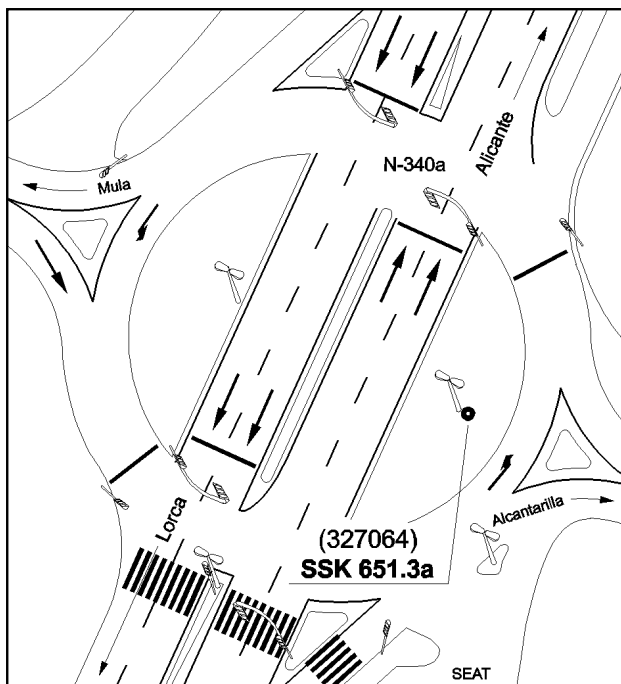 N-340a
Alicante
Mula
Lorca
Alcantarilla
(327064)
SSK 651.3a
SEAT